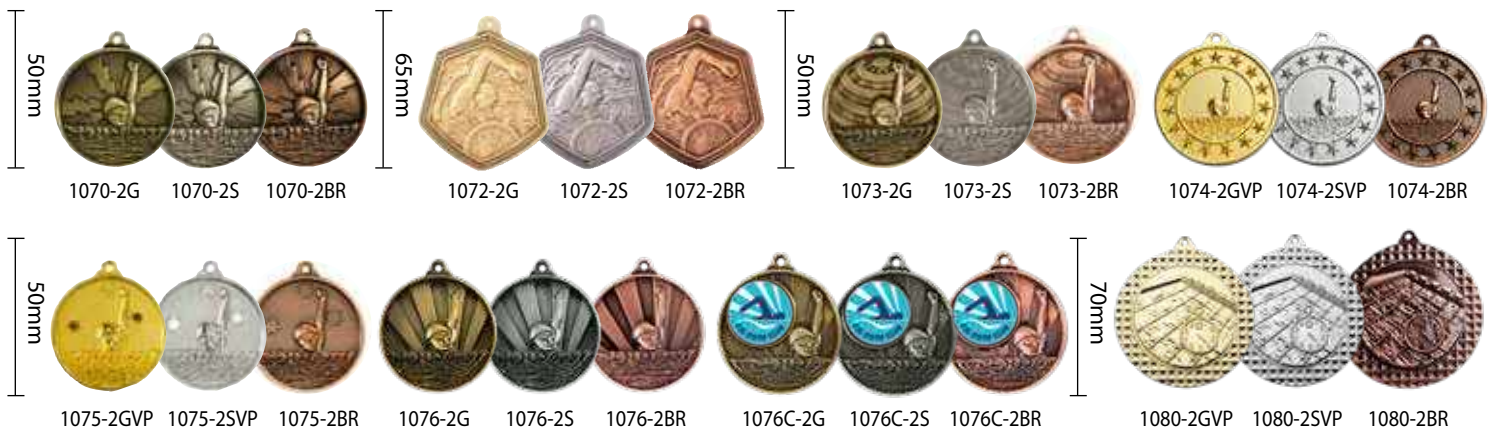 50mm
1070-2G 1070-2S 1070-2BR
65mm
1072-2G 1072-2S 1072-2BR
50mm
1073-2G 1073-2S 1073-2BR
1074-2GVP 1074-2SVP 1074-2BR
50mm
1075-2GVP 1075-2SVP 1075-2BR
1076-2G 1076-2S 1076-2BR
1076C-2G 1076C-2S 1076C-2BR
70mm
1080-2GVP 1080-2SVP 1080-2BR